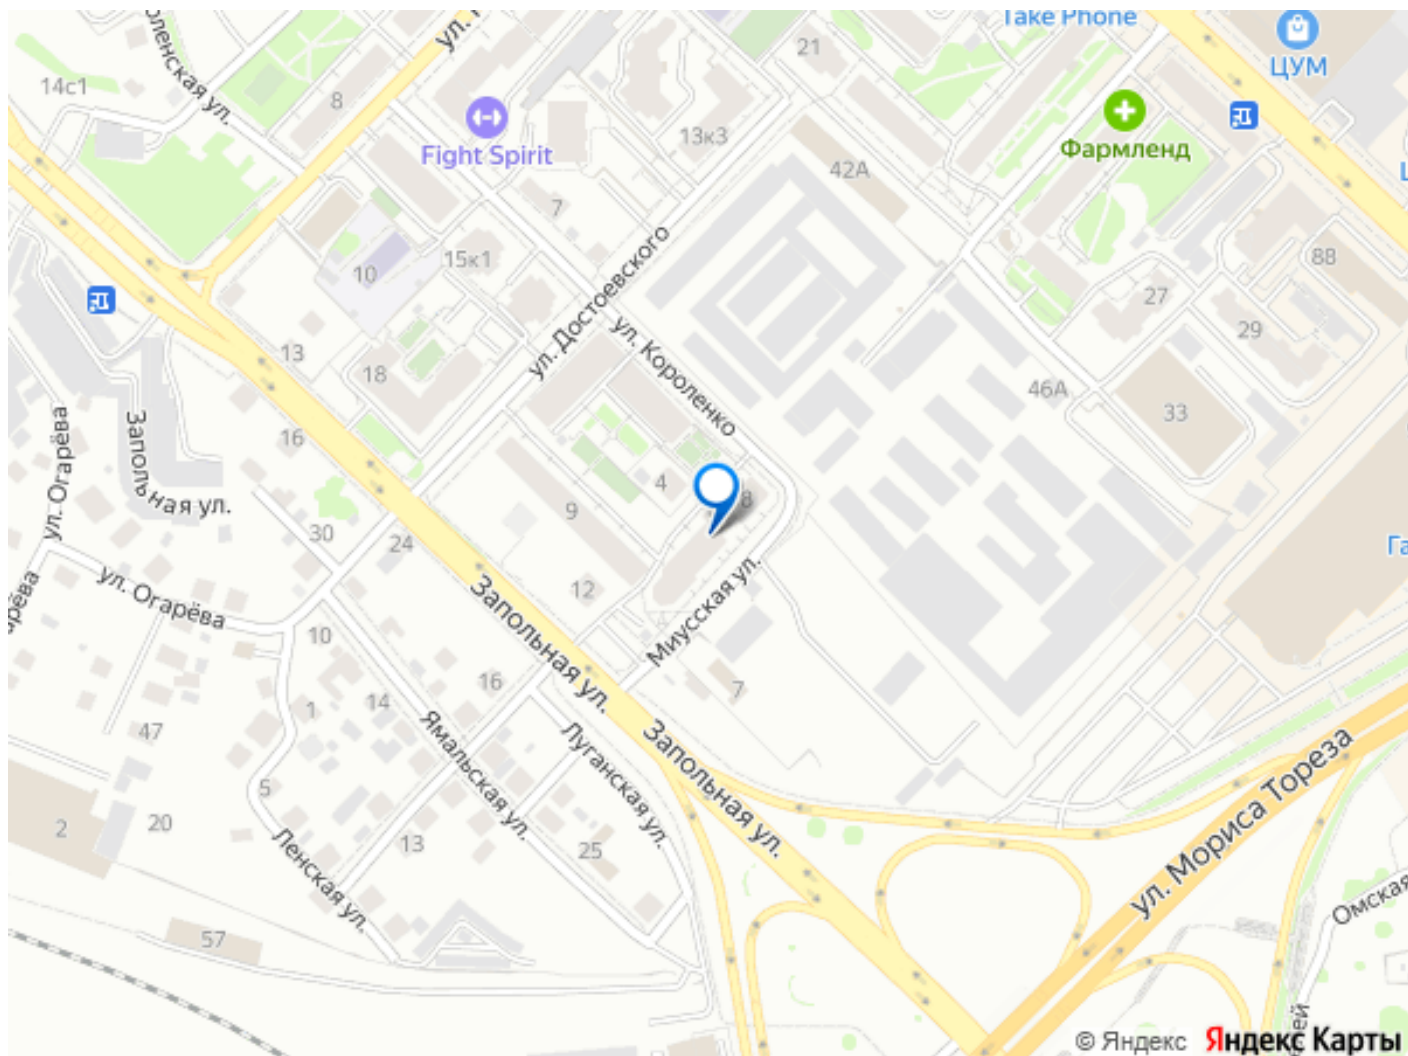 Take Phone
ЦУМ
21
14с1
8
Fight Spirit
13к3
42А
Фармленд
7
ул. Достоевского
15к1
10
88
27
29
13
18
ул. Короленко
46А
33
16
ул. Огарёва
Запольная ул.
4
8
9
30
24
12
ул. Огарёва
Запольная ул.
Миусская ул.
10
16
7
14
1
47
Ямальская ул.
Луганская ул.
Запольная ул.
ул. Мориса Тореза
5
2
20
13
25
Ленская ул.
Омская
57
© Яндекс
Яндекс Карты